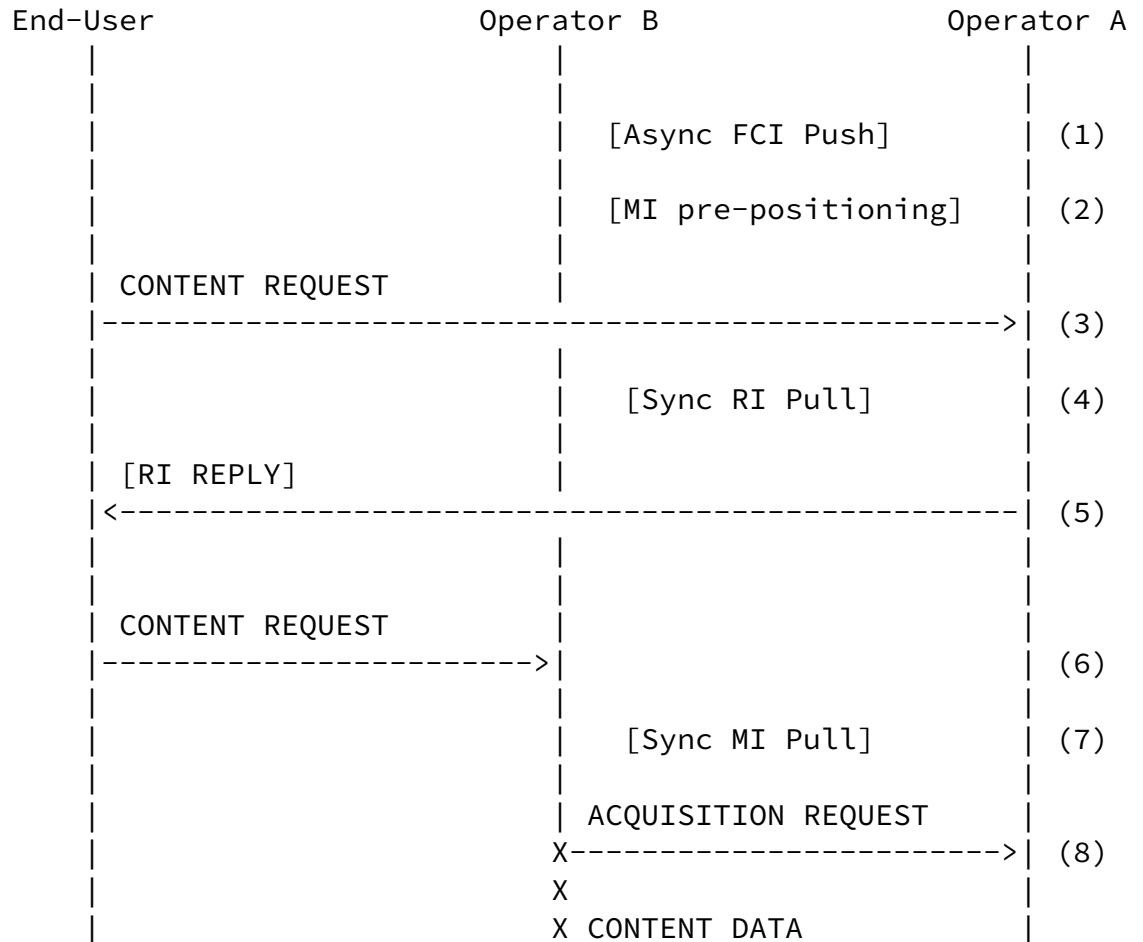 End-User Operator B Operator A
[Async FCI Push] (1)
[MI pre-positioning] (2)
CONTENT REQUEST
(3)
[Sync RI Pull] (4)
[RI REPLY]
(5)
CONTENT REQUEST
(6)
[Sync MI Pull] (7)
ACQUISITION REQUEST
X (8)
X
X CONTENT DATA